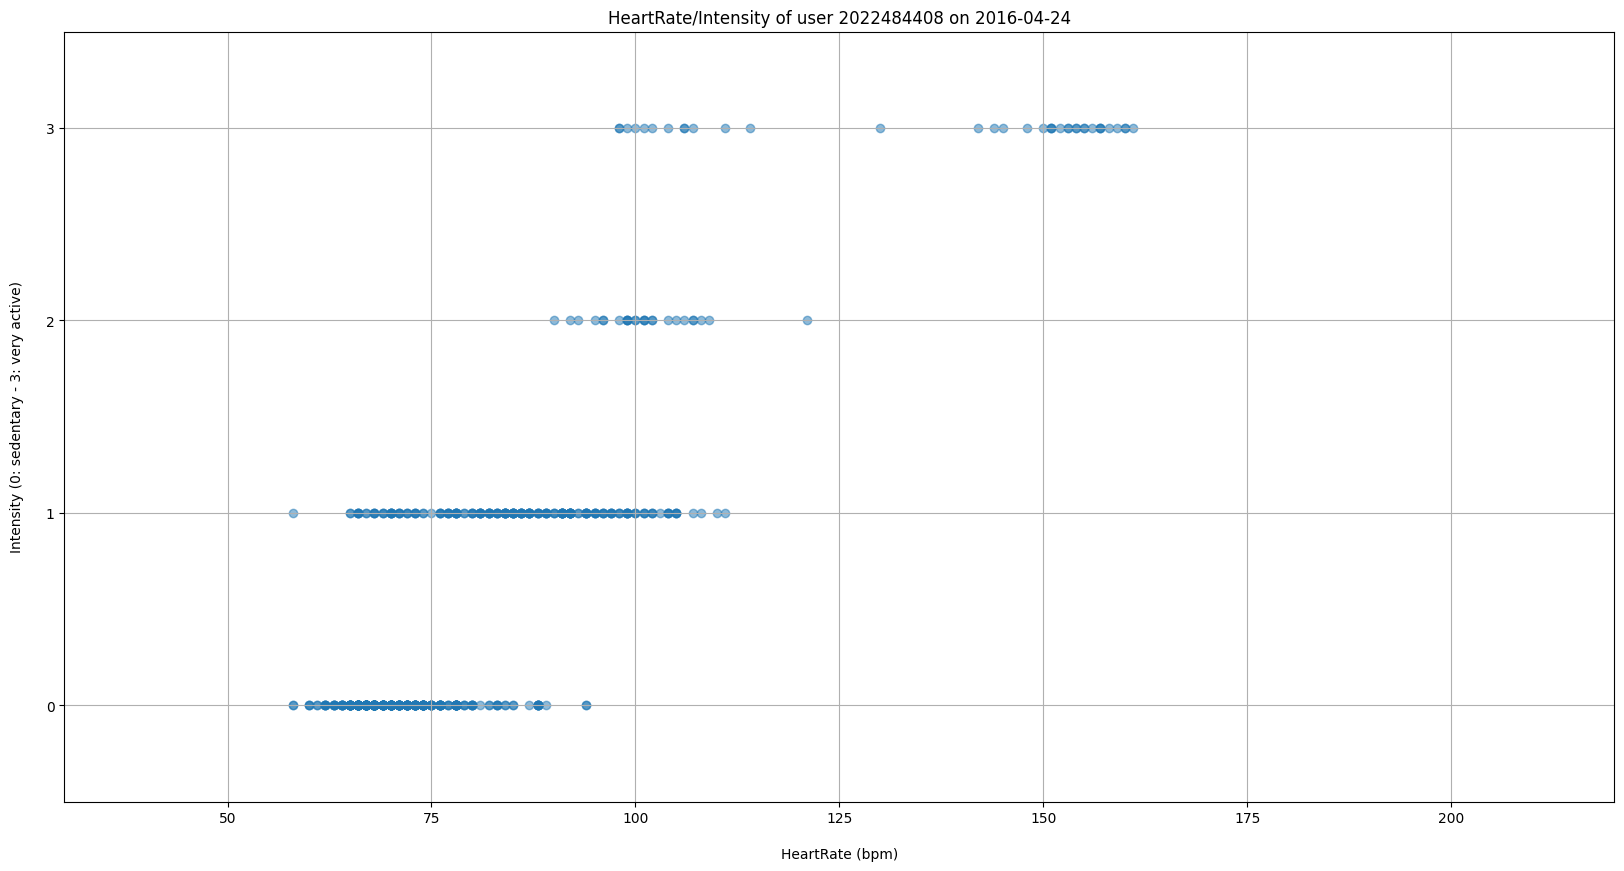 HeartRate/Intensity of user 2022484408 on 2016-04-24
Intensity (0: sedentary - 3: very active)
3
2
1
0
50 75 100 125 150 175 200
HeartRate (bpm)